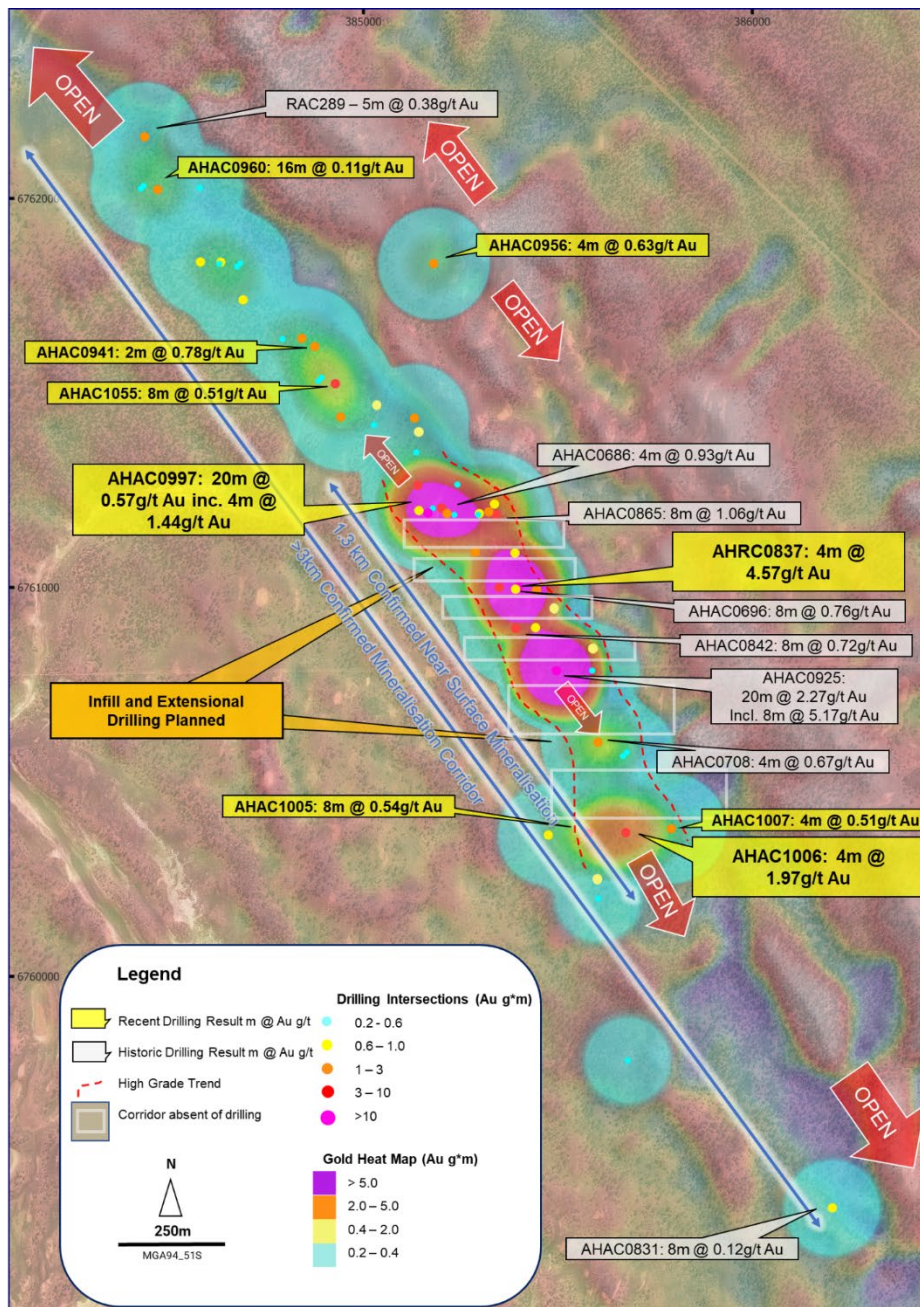 385000
386000
OPEN
RAC289 – 5m @ 0.38g/t Au
OPEN
AHAC0960: 16m @ 0.11g/t Au
6762000
AHAC0956: 4m @ 0.63g/t Au
OPEN
AHAC0941: 2m @ 0.78g/t Au
AHAC1055: 8m @ 0.51g/t Au
OPEN
AHAC0686: 4m @ 0.93g/t Au
AHAC0997: 20m @
0.57g/t Au inc. 4m @
1.44g/t Au
AHAC0865: 8m @ 1.06g/t Au
1.3 km Confirmed Near Surface Mineralisation
≥3km Confirmed Mineralisation Corridor
AHRC0837: 4m @
4.57g/t Au
6761000
AHAC0696: 8m @ 0.76g/t Au
AHAC0842: 8m @ 0.72g/t Au
AHAC0925:
20m @ 2.27g/t Au
Incl. 8m @ 5.17g/t Au
Infill and Extensional
Drilling Planned
OPEN
AHAC0708: 4m @ 0.67g/t Au
AHAC1005: 8m @ 0.54g/t Au
AHAC1007: 4m @ 0.51g/t Au
AHAC1006: 4m @
1.97g/t Au
OPEN
6760000
Legend
Recent Drilling Result m @ Au g/t
Historic Drilling Result m @ Au g/t
High Grade Trend
Corridor absent of drilling
N
250m
MGA94_51S
Drilling Intersections (Au g*m)
0.2 - 0.6
0.6 – 1.0
1 – 3
3 – 10
>10
Gold Heat Map (Au g*m)
> 5.0
2.0 – 5.0
0.4 – 2.0
0.2 – 0.4
OPEN
AHAC0831: 8m @ 0.12g/t Au